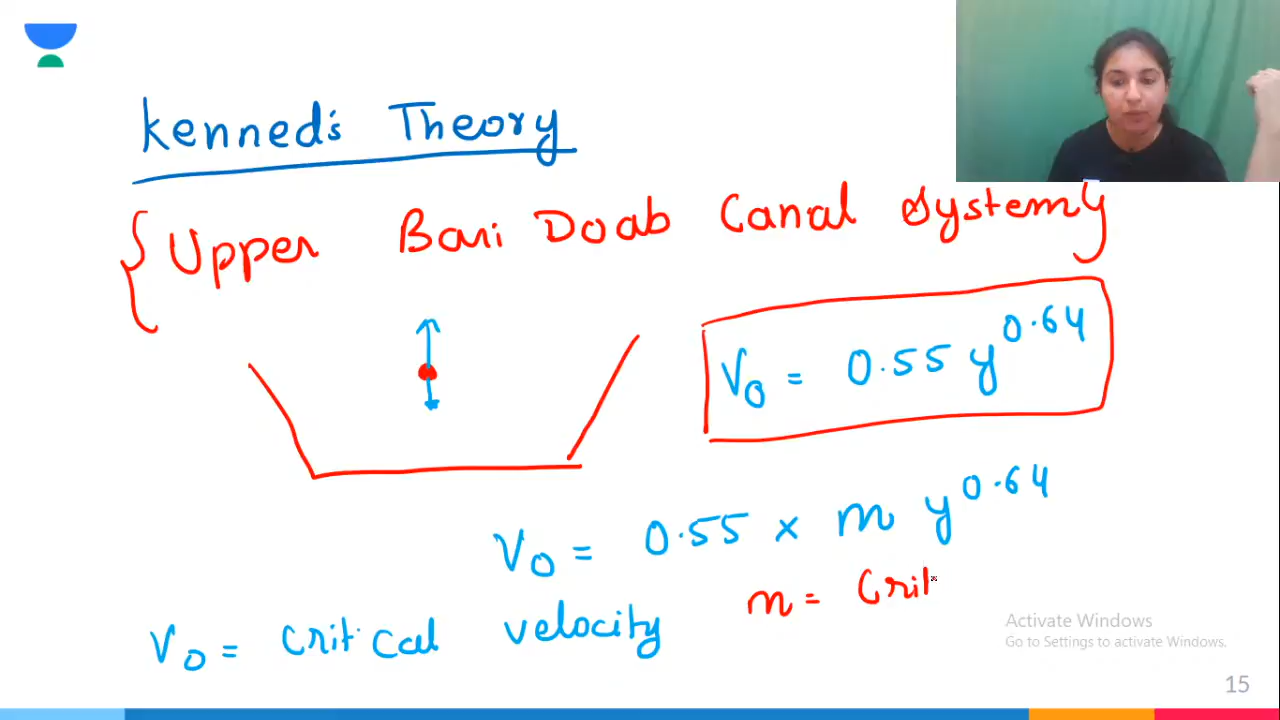 Kenned's Theory
{Upper Bari Doab Canal System}
V₀ = 0.55 y^0.64
V₀ = 0.55 × m y^0.64
m = Crit
V₀ = critical velocity
Activate Windows
Go to Settings to activate Windows.
15